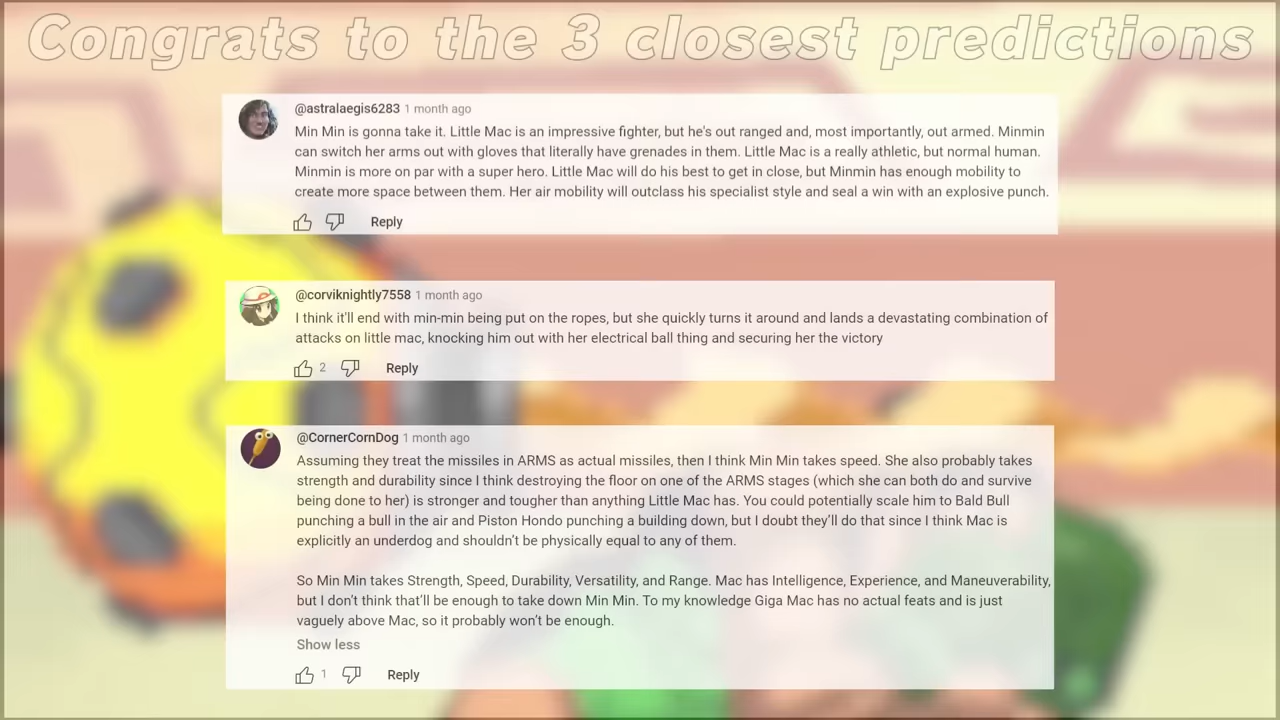 Congrats to the 3 closest predictions
@astralaegis6283 1 month ago
Min Min is gonna take it. Little Mac is an impressive fighter, but he's out ranged and, most importantly, out armed. Minmin
can switch her arms out with gloves that literally have grenades in them. Little Mac is a really athletic, but normal human.
Minmin is more on par with a super hero. Little Mac will do his best to get in close, but Minmin has enough mobility to
create more space between them. Her air mobility will outclass his specialist style and seal a win with an explosive punch.
Reply
@corviknightly7558 1 month ago
I think it'll end with min-min being put on the ropes, but she quickly turns it around and lands a devastating combination of
attacks on little mac, knocking him out with her electrical ball thing and securing her the victory
2 Reply
@CornerCornDog 1 month ago
Assuming they treat the missiles in ARMS as actual missiles, then I think Min Min takes speed. She also probably takes
strength and durability since I think destroying the floor on one of the ARMS stages (which she can both do and survive
being done to her) is stronger and tougher than anything Little Mac has. You could potentially scale him to Bald Bull
punching a bull in the air and Piston Hondo punching a building down, but I doubt they'll do that since I think Mac is
explicitly an underdog and shouldn't be physically equal to any of them.
So Min Min takes Strength, Speed, Durability, Versatility, and Range. Mac has Intelligence, Experience, and Maneuverability,
but I don't think that'll be enough to take down Min Min. To my knowledge Giga Mac has no actual feats and is just
vaguely above Mac, so it probably won't be enough.
Show less
1 Reply